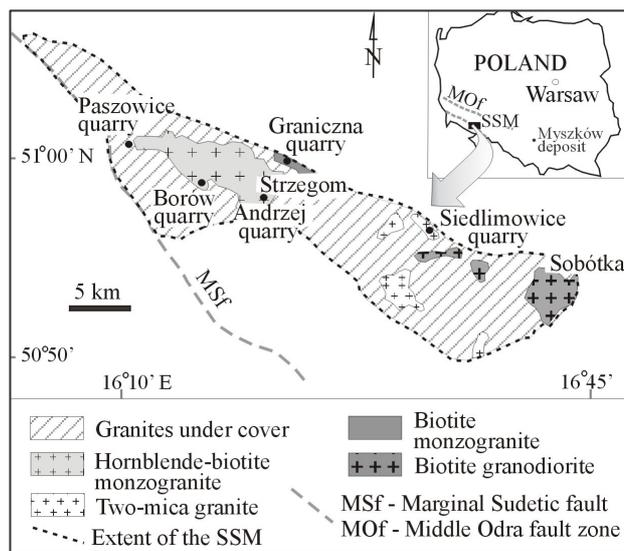 POLAND
Warsaw
MOf
SSM
Myszków
deposit
N
Paszowice
quarry
Graniczna
quarry
51°00' N
Strzegom
Borów
quarry
Andrzej
quarry
Siedlimowice
quarry
Sobótka
MSf
5 km
50°50'
16°10' E
16°45'
Granites under cover
Hornblende-biotite
monzogranite
Two-mica granite
Extent of the SSM
Biotite
monzogranite
Biotite granodiorite
MSf - Marginal Sudetic fault
MOf - Middle Odra fault zone